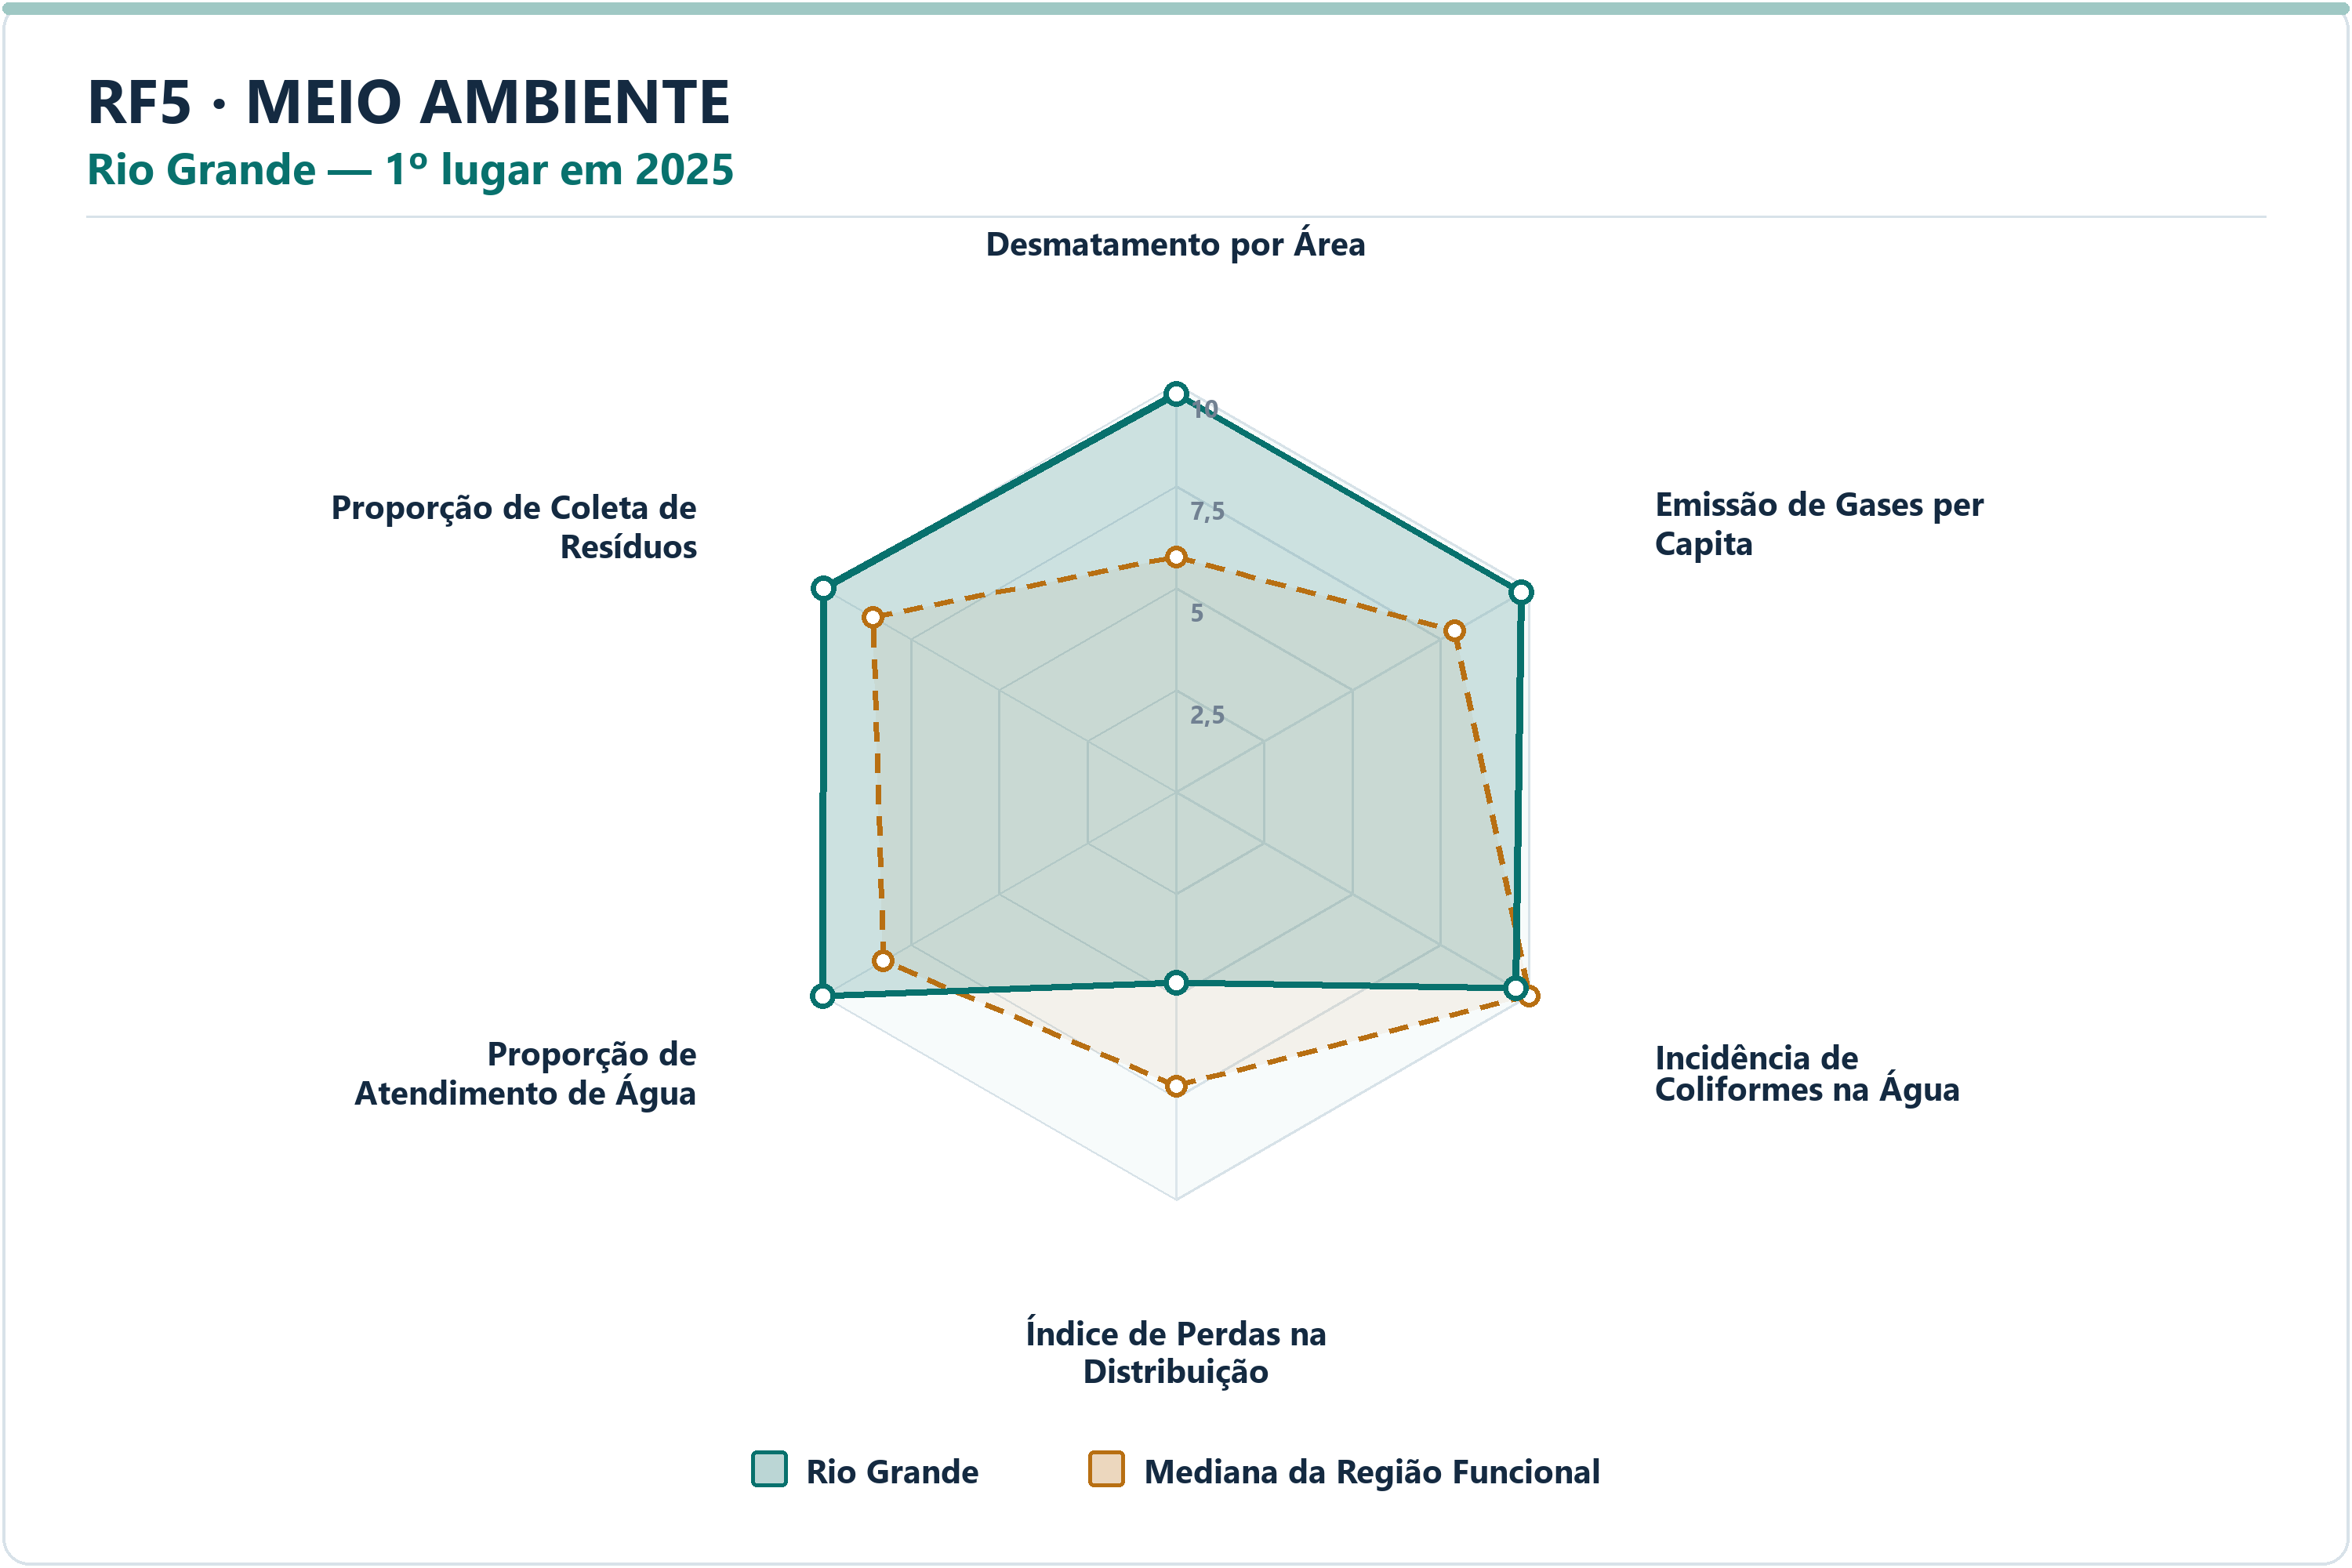 RF5 · MEIO AMBIENTE
Rio Grande — 1º lugar em 2025
Desmatamento por Área
10
7,5
5
2,5
Emissão de Gases per
Capita
Proporção de Coleta de
Resíduos
Incidência de
Coliformes na Água
Proporção de
Atendimento de Água
Índice de Perdas na
Distribuição
Rio Grande
Mediana da Região Funcional